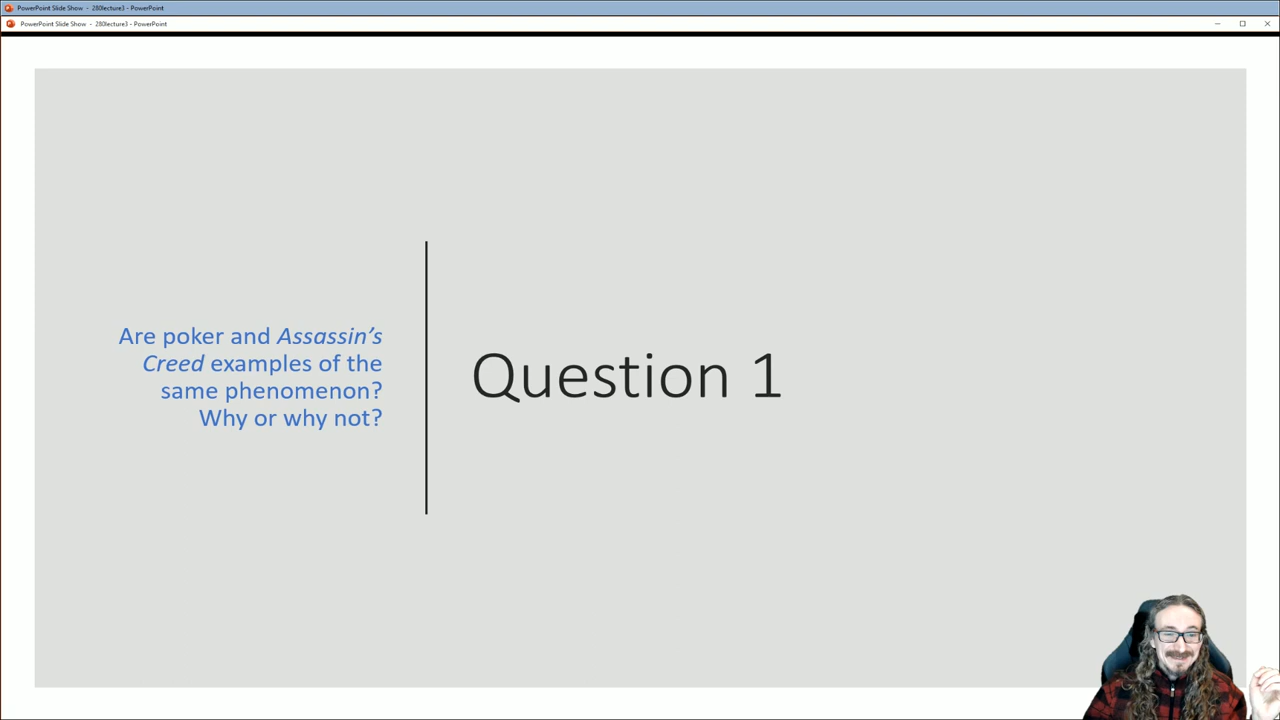 PowerPoint Slide Show - 280lecture3 - PowerPoint
PowerPoint Slide Show - 280lecture3 - PowerPoint
Are poker and Assassin’s
Creed examples of the
same phenomenon?
Why or why not?
Question 1